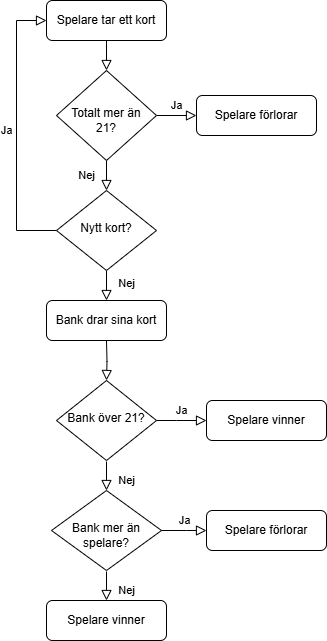 Spelare tar ett kort
Totalt mer än
21?
Ja
Spelare förlorar
Ja
Nej
Nytt kort?
Nej
Bank drar sina kort
Bank över 21?
Ja
Spelare vinner
Nej
Bank mer än
spelare?
Ja
Spelare förlorar
Nej
Spelare vinner